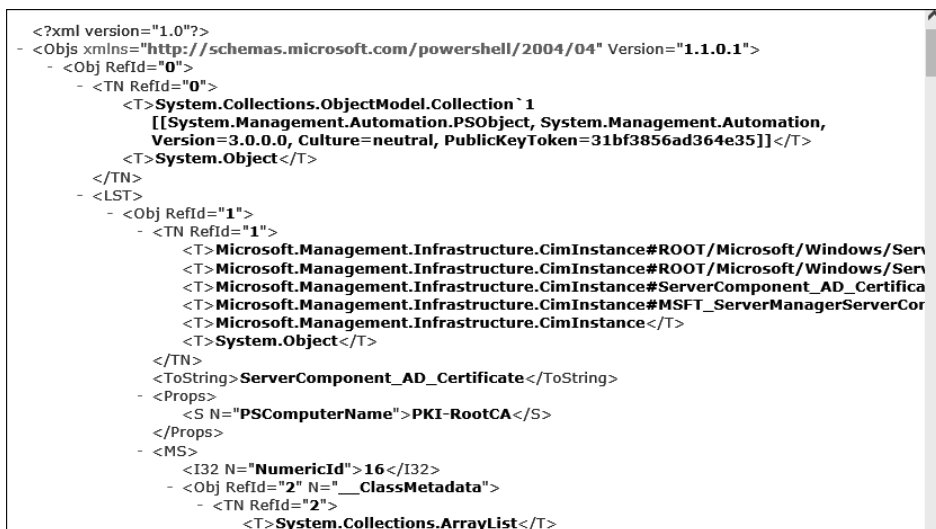 <?xml version="1.0"?>
- <Objs xmlns="http://schemas.microsoft.com/powershell/2004/04" Version="1.1.0.1">
- <Obj RefId="0">
- <TN RefId="0">
<T>System.Collections.ObjectModel.Collection`1
[[System.Management.Automation.PSObject, System.Management.Automation,
Version=3.0.0.0, Culture=neutral, PublicKeyToken=31bf3856ad364e35]]</T>
<T>System.Object</T>
</TN>
- <LST>
- <Obj RefId="1">
- <TN RefId="1">
<T>Microsoft.Management.Infrastructure.CimInstance#ROOT/Microsoft/Windows/Serv
<T>Microsoft.Management.Infrastructure.CimInstance#ROOT/Microsoft/Windows/Serv
<T>Microsoft.Management.Infrastructure.CimInstance#ServerComponent_AD_Certifica
<T>Microsoft.Management.Infrastructure.CimInstance#MSFT_ServerManagerServerCor
<T>Microsoft.Management.Infrastructure.CimInstance</T>
<T>System.Object</T>
</TN>
<ToString>ServerComponent_AD_Certificate</ToString>
- <Props>
<S N="PSComputerName">PKI-RootCA</S>
</Props>
- <MS>
<I32 N="NumericId">16</I32>
- <Obj RefId="2" N="__ClassMetadata">
- <TN RefId="2">
<T>System.Collections.ArrayList</T>